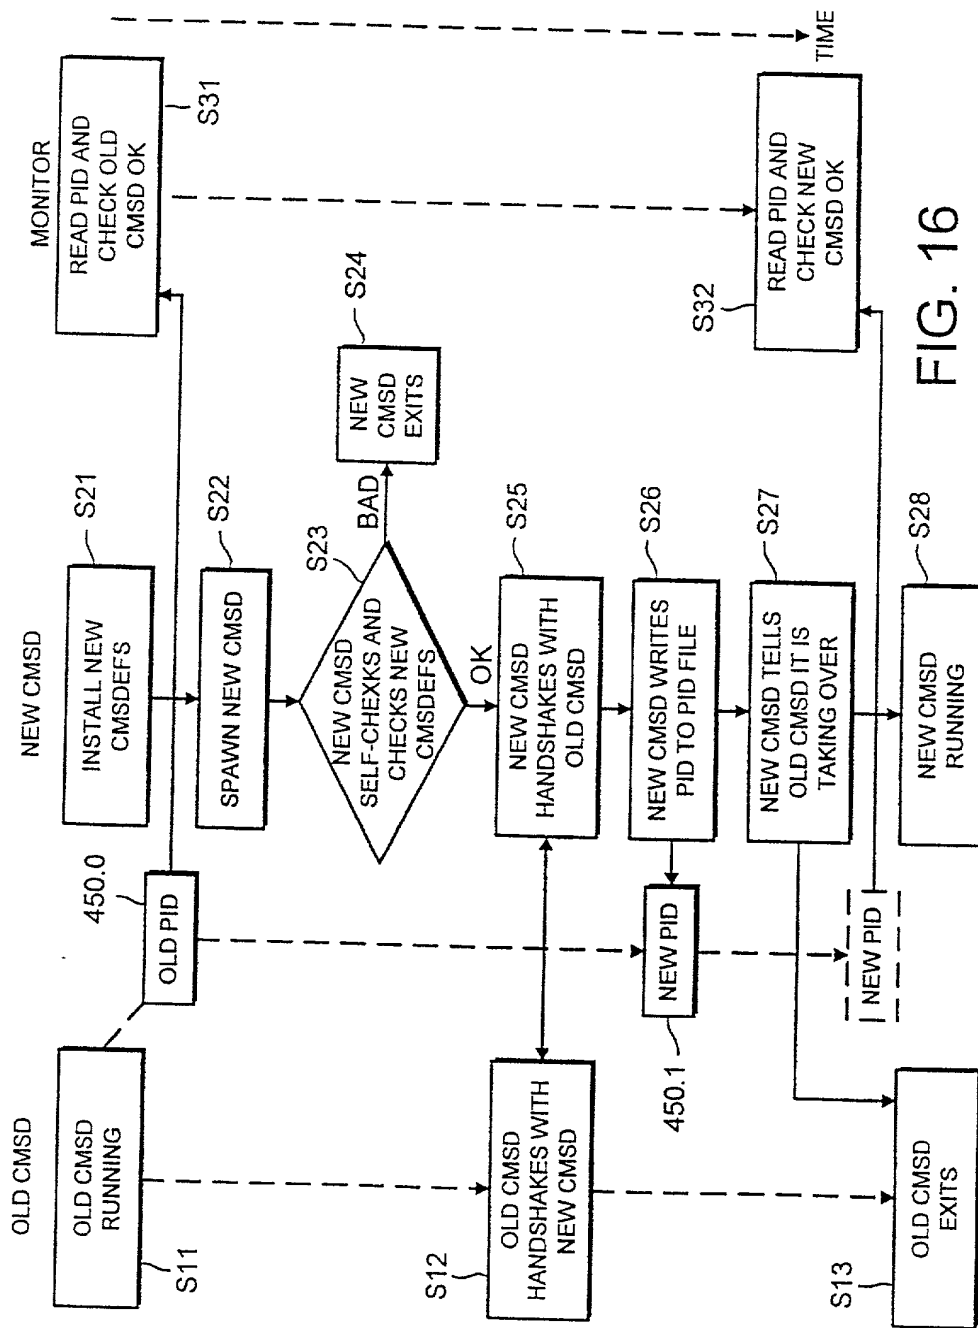 OLD CMSD
OLD CMSD
RUNNING
S11
450.0
OLD PID
NEW CMSD
INSTALL NEW
CMSDEFS
S21
MONITOR
READ PID AND
CHECK OLD
CMSD OK
S31
SPAWN NEW CMSD
S22
NEW CMSD
SELF-CHEXKS AND
CHECKS NEW
CMSDEFS
S23
BAD
NEW
CMSD
EXITS
S24
OK
OLD CMSD
HANDSHAKES WITH
NEW CMSD
S12
NEW CMSD
HANDSHAKES WITH
OLD CMSD
S25
NEW PID
450.1
NEW CMSD WRITES
PID TO PID FILE
S26
NEW CMSD TELLS
OLD CMSD IT IS
TAKING OVER
S27
S32
READ PID AND
CHECK NEW
CMSD OK
TIME
NEW PID
S13
OLD CMSD
EXITS
NEW CMSD
RUNNING
S28
FIG. 16